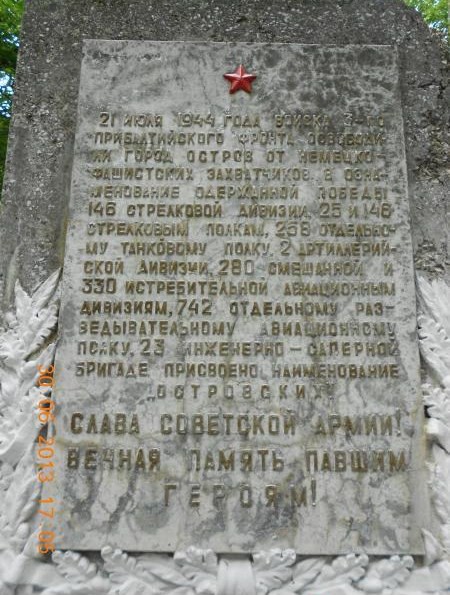 21 ИЮЛЯ 1944 ГОДА ВОЙСКА 3-ГО
ПРИБАЛТИЙСКОГО ФРОНТА ОСВОБОДИ
ЛИ ГОРОД ОСТРОВ ОТ НЕМЕЦКО-
ФАШИСТСКИХ ЗАХВАТЧИКОВ. В ОЗНА
МЕНОВАНИЕ ОДЕРЖАННОЙ ПОБЕДЫ
146 СТРЕЛКОВОЙ ДИВИЗИИ, 25 И 146
СТРЕЛКОВЫМ ПОЛКАМ, 258 ОТДЕЛЬНО-
МУ ТАНКОВОМУ ПОЛКУ, 2 АРТИЛЛЕРИЙ-
СКОЙ ДИВИЗИИ, 280 СМЕШАННОЙ И
330 ИСТРЕБИТЕЛЬНОЙ АВИАЦИОННЫМ
ДИВИЗИЯМ, 742 ОТДЕЛЬНОМУ РАЗ-
ВЕДЫВАТЕЛЬНОМУ АВИАЦИОННОМУ
ПОЛКУ, 23 ИНЖЕНЕРНО-САПЕРНОЙ
БРИГАДЕ ПРИСВОЕНО НАИМЕНОВАНИЕ
„ОСТРОВСКИХ"
СЛАВА СОВЕТСКОЙ АРМИИ!
ВЕЧНАЯ ПАМЯТЬ ПАВШИМ
ГЕРОЯМ!
30.06.2013 17:05